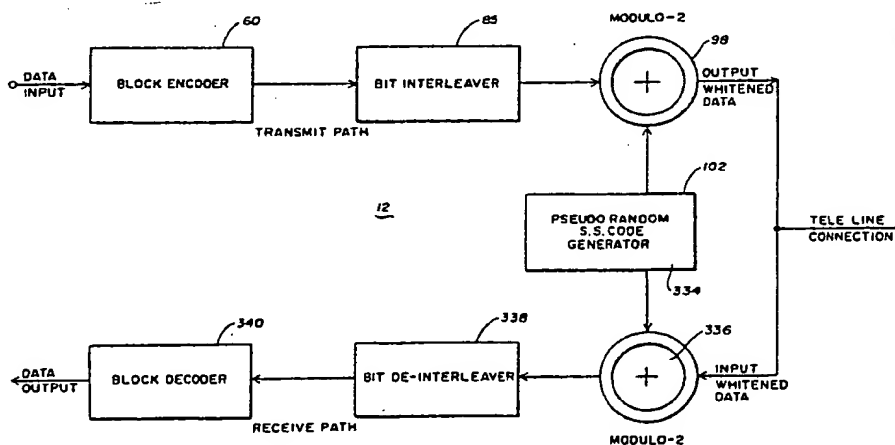 60
85
MODULO-2
98
DATA
INPUT
BLOCK ENCODER
BIT INTERLEAVER
OUTPUT
WHITENED
DATA
TRANSMIT PATH
102
12
PSEUDO RANDOM
S.S. CODE
GENERATOR
334
TELE LINE
CONNECTION
340
338
336
DATA
OUTPUT
BLOCK DECODER
BIT DE-INTERLEAVER
INPUT
WHITENED
DATA
RECEIVE PATH
MODULO-2